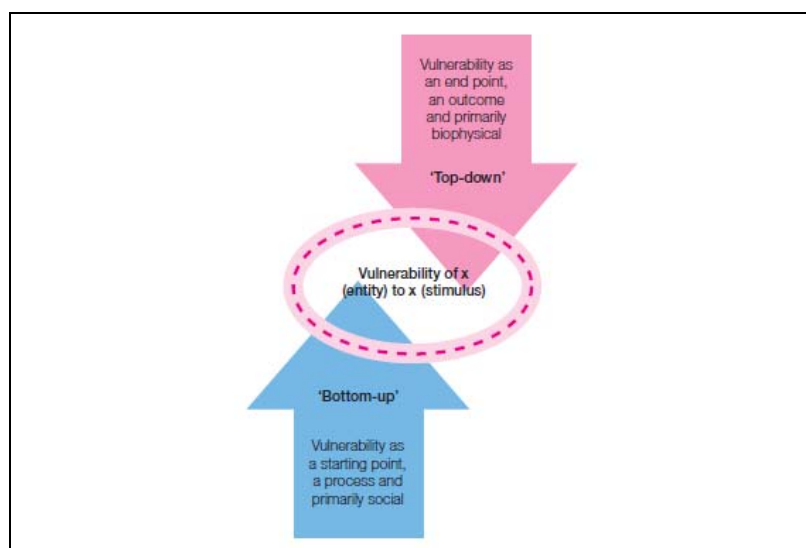 Vulnerability as
an end point,
an outcome
and primarily
biophysical
‘Top-down’
Vulnerability of x
(entity) to x (stimulus)
‘Bottom-up’
Vulnerability as
a starting point,
a process and
primarily social